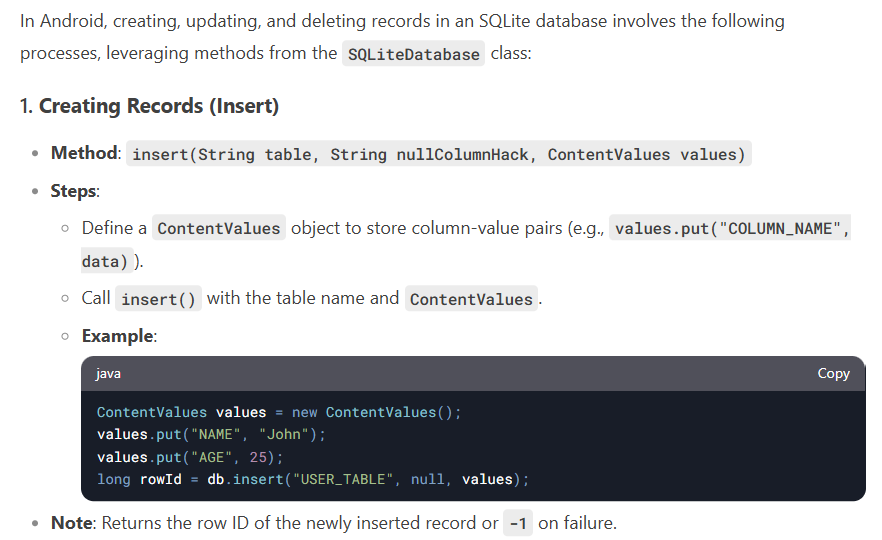 In Android, creating, updating, and deleting records in an SQLite database involves the following
processes, leveraging methods from the SQLiteDatabase class:
1. Creating Records (Insert)
• Method: insert(String table, String nullColumnHack, ContentValues values)
• Steps:
◦ Define a ContentValues object to store column-value pairs (e.g., values.put("COLUMN_NAME",
data) ).
◦ Call insert() with the table name and ContentValues .
◦ Example:
java Copy
ContentValues values = new ContentValues();
values.put("NAME", "John");
values.put("AGE", 25);
long rowId = db.insert("USER_TABLE", null, values);
• Note: Returns the row ID of the newly inserted record or -1 on failure.